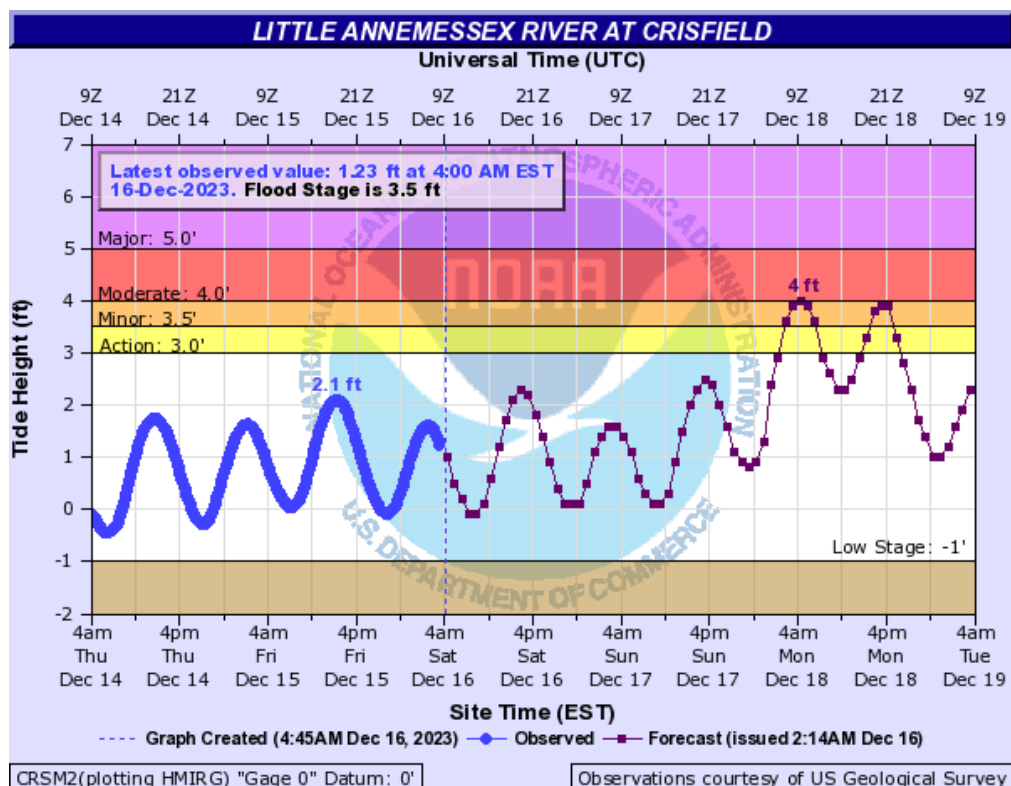 LITTLE ANNEMESSEX RIVER AT CRISFIELD
Universal Time (UTC)
9Z 21Z 9Z 21Z 9Z 21Z 9Z 21Z 9Z 21Z 9Z
Dec 14 Dec 14 Dec 15 Dec 15 Dec 16 Dec 16 Dec 17 Dec 17 Dec 18 Dec 18 Dec 19
Tide Height (ft)
7
6
5
4
3
2
1
0
-1
-2
Latest observed value: 1.23 ft at 4:00 AM EST
16-Dec-2023. Flood Stage is 3.5 ft
Major: 5.0'
Moderate: 4.0'
Minor: 3.5'
Action: 3.0'
4 ft
2.1 ft
Low Stage: -1'
NATIONAL OCEANIC AND ATMOSPHERIC ADMINISTRATION
NOAA
U.S. DEPARTMENT OF COMMERCE
4am 4pm 4am 4pm 4am 4pm 4am 4pm 4am 4pm 4am
Thu Thu Fri Fri Sat Sat Sun Sun Mon Mon Tue
Dec 14 Dec 14 Dec 15 Dec 15 Dec 16 Dec 16 Dec 17 Dec 17 Dec 18 Dec 18 Dec 19
Site Time (EST)
Graph Created (4:45AM Dec 16, 2023) Observed Forecast (issued 2:14AM Dec 16)
CRSM2(plotting HMIRG) "Gage 0" Datum: 0'
Observations courtesy of US Geological Survey